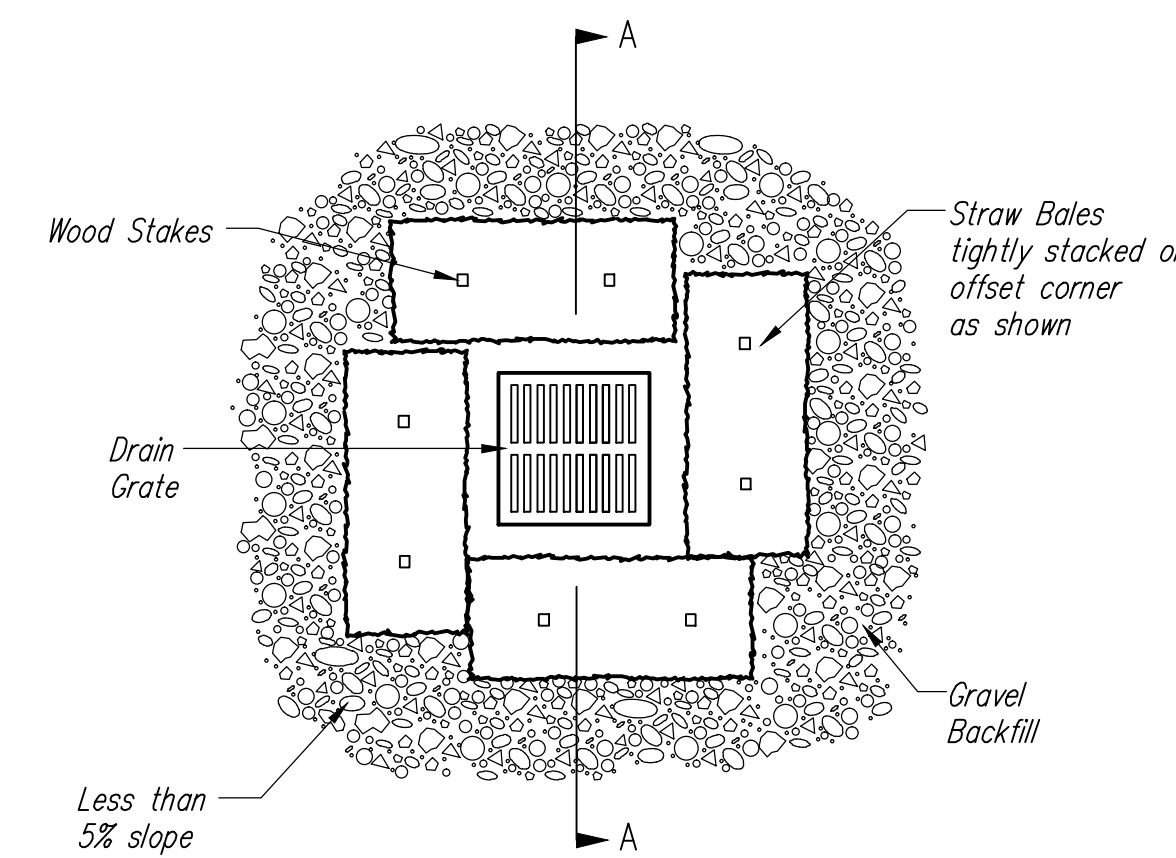 A
Wood Stakes
Straw Bales
tightly stacked
offset corner
as shown
Drain
Grate
Gravel
Backfill
Less than
5% slope
A